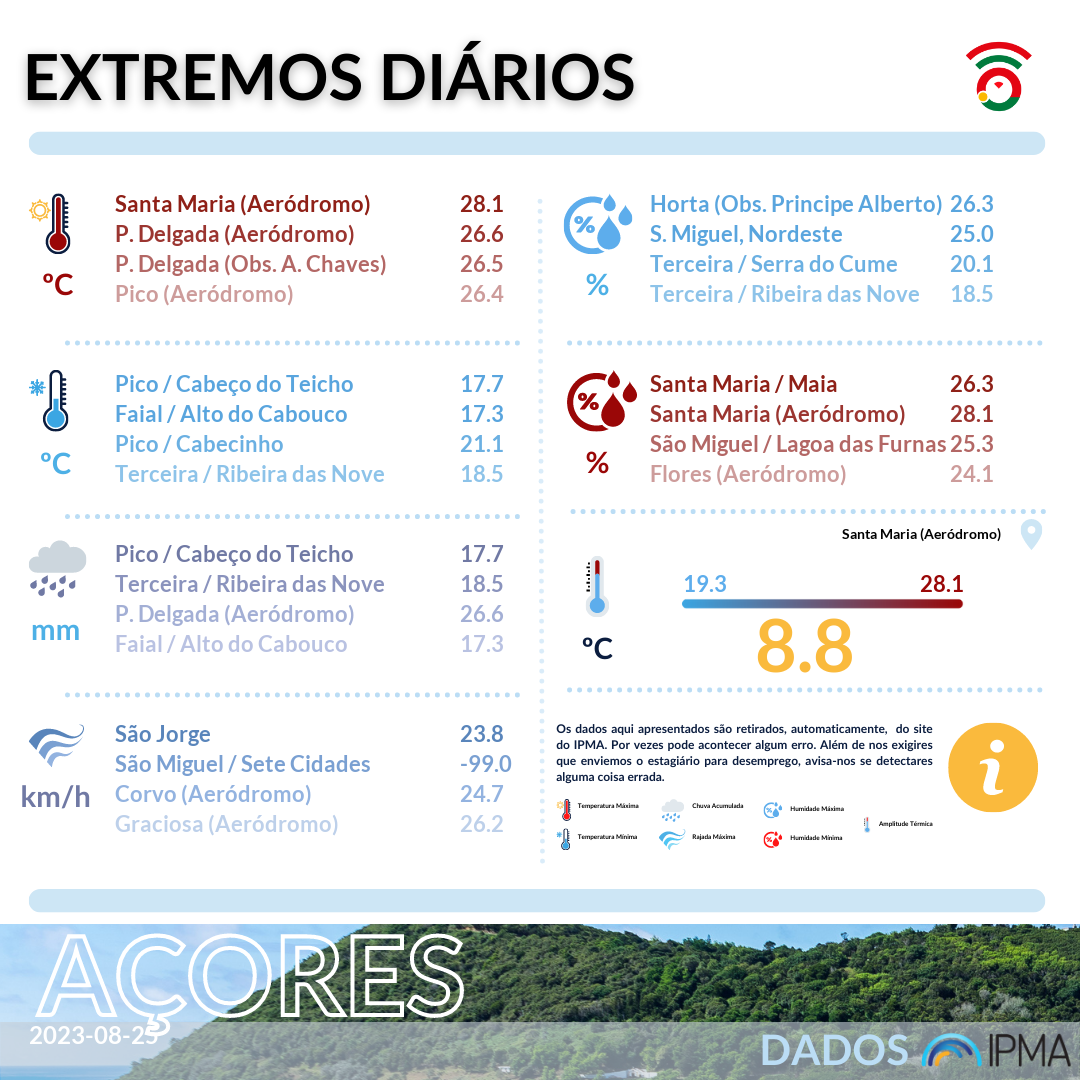 EXTREMOS DIÁRIOS
Santa Maria (Aeródromo) 28.1
P. Delgada (Aeródromo) 26.6
P. Delgada (Obs. A. Chaves) 26.5
Pico (Aeródromo) 26.4
ºC
Horta (Obs. Principe Alberto) 26.3
S. Miguel, Nordeste 25.0
Terceira / Serra do Cume 20.1
Terceira / Ribeira das Nove 18.5
%
%
Pico / Cabeço do Teicho 17.7
Faial / Alto do Cabouco 17.3
Pico / Cabecinho 21.1
Terceira / Ribeira das Nove 18.5
ºC
Santa Maria / Maia 26.3
Santa Maria (Aeródromo) 28.1
São Miguel / Lagoa das Furnas 25.3
Flores (Aeródromo) 24.1
%
%
Pico / Cabeço do Teicho 17.7
Terceira / Ribeira das Nove 18.5
P. Delgada (Aeródromo) 26.6
Faial / Alto do Cabouco 17.3
mm
Santa Maria (Aeródromo)
19.3 28.1
8.8
ºC
São Jorge 23.8
São Miguel / Sete Cidades -99.0
Corvo (Aeródromo) 24.7
Graciosa (Aeródromo) 26.2
km/h
Os dados aqui apresentados são retirados, automaticamente, do site
do IPMA. Por vezes pode acontecer algum erro. Além de nos exigires
que enviemos o estagiário para desemprego, avisa-nos se detectares
alguma coisa errada.
i
Temperatura Máxima
Chuva Acumulada
Humidade Máxima
Amplitude Térmica
Temperatura Mínima
Rajada Máxima
Humidade Mínima
AÇORES
2023-08-25
DADOS IPMA